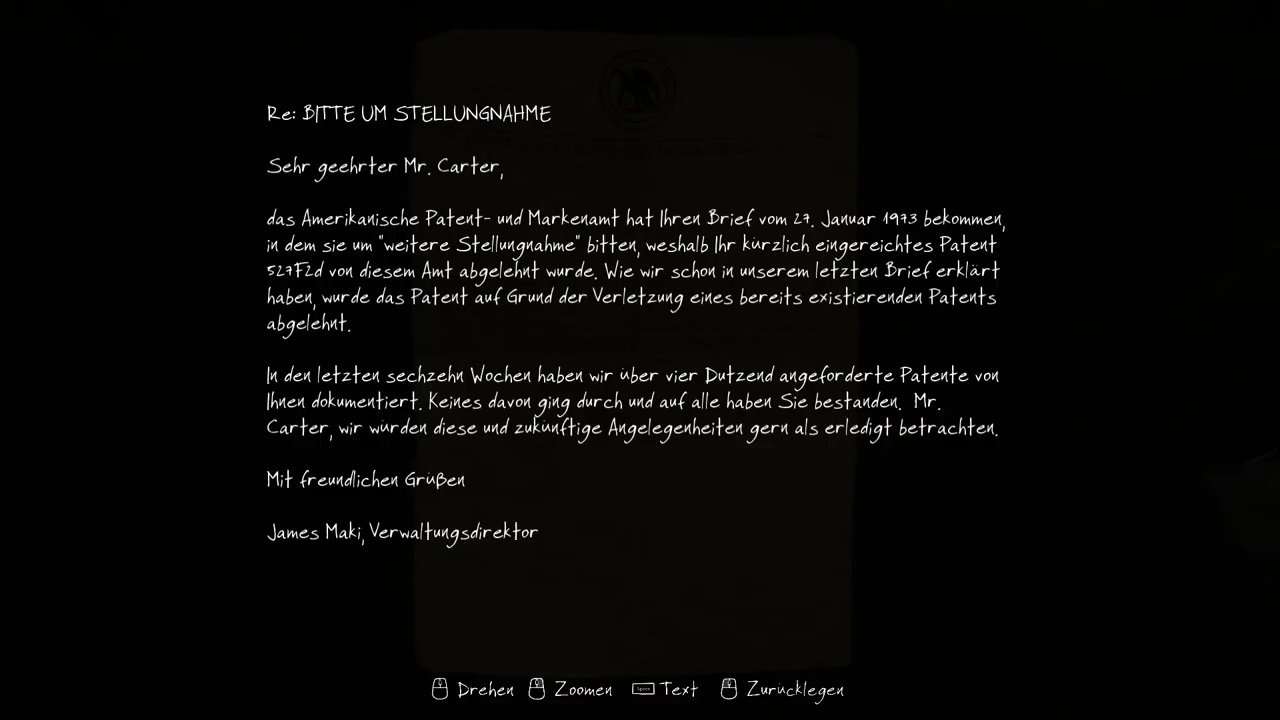 Re: BITTE UM STELLUNGNAHME
Sehr geehrter Mr. Carter,
das Amerikanische Patent- und Markenamt hat Ihren Brief vom 27. Januar 1973 bekommen,
in dem sie um "weitere Stellungnahme" bitten, weshalb Ihr kürzlich eingereichtes Patent
527F2d von diesem Amt abgelehnt wurde. Wie wir schon in unserem letzten Brief erklärt
haben, wurde das Patent auf Grund der Verletzung eines bereits existierenden Patents
abgelehnt.
In den letzten sechzehn Wochen haben wir über vier Dutzend angeforderte Patente von
Ihnen dokumentiert. Keines davon ging durch und auf alle haben Sie bestanden. Mr.
Carter, wir würden diese und zukünftige Angelegenheiten gern als erledigt betrachten.
Mit freundlichen Grüßen
James Maki, Verwaltungsdirektor
Drehen Zoomen Text Zurücklegen